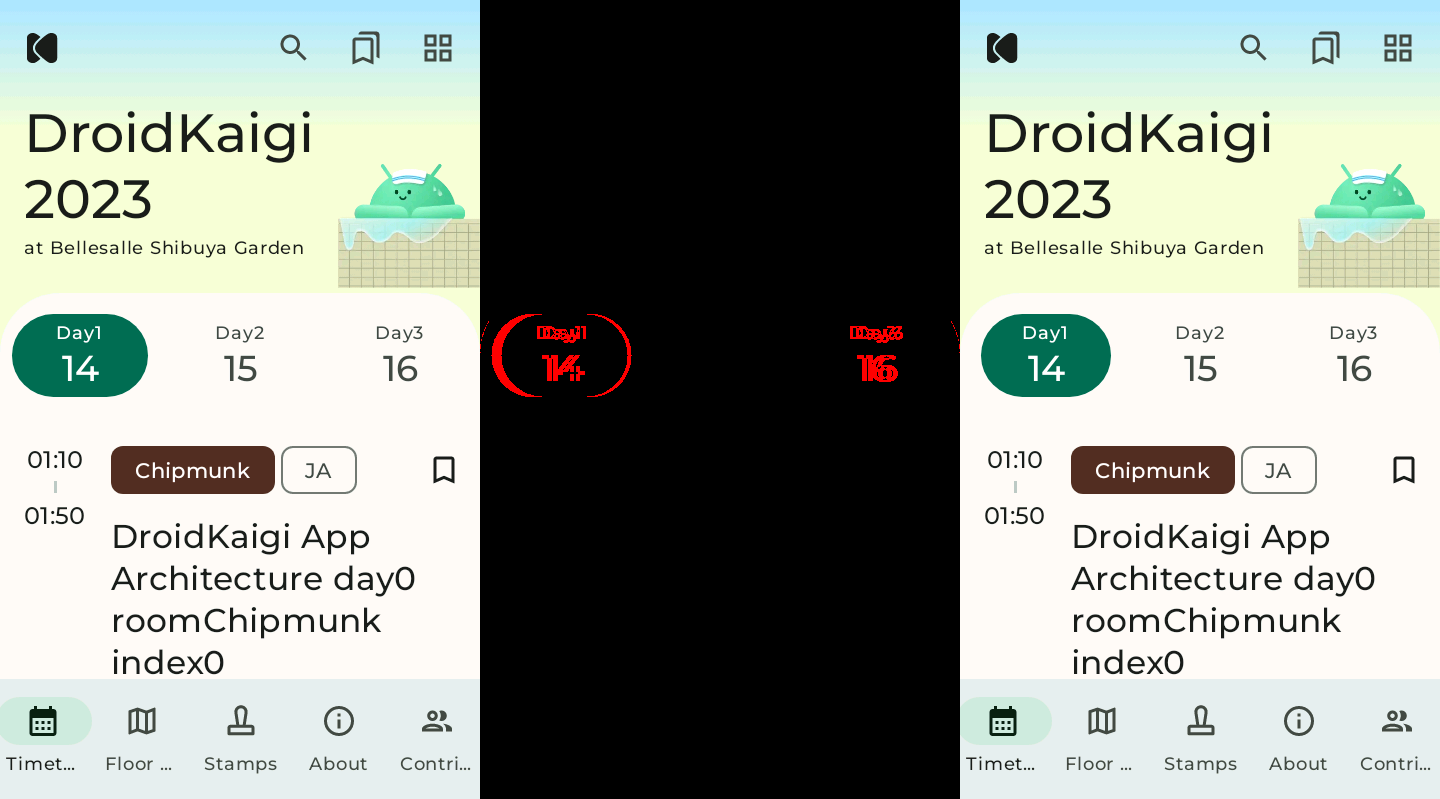 DroidKaigi
2023
at Bellesalle Shibuya Garden
Day1 Day2 Day3
14 15 16
01:10
01:50
Chipmunk JA
DroidKaigi App
Architecture day0
roomChipmunk
index0
Timet... Floor ... Stamps About Contri...
Day1 Day3
14 16
DroidKaigi
2023
at Bellesalle Shibuya Garden
Day1 Day2 Day3
14 15 16
01:10
01:50
Chipmunk JA
DroidKaigi App
Architecture day0
roomChipmunk
index0
Timet... Floor ... Stamps About Contri...